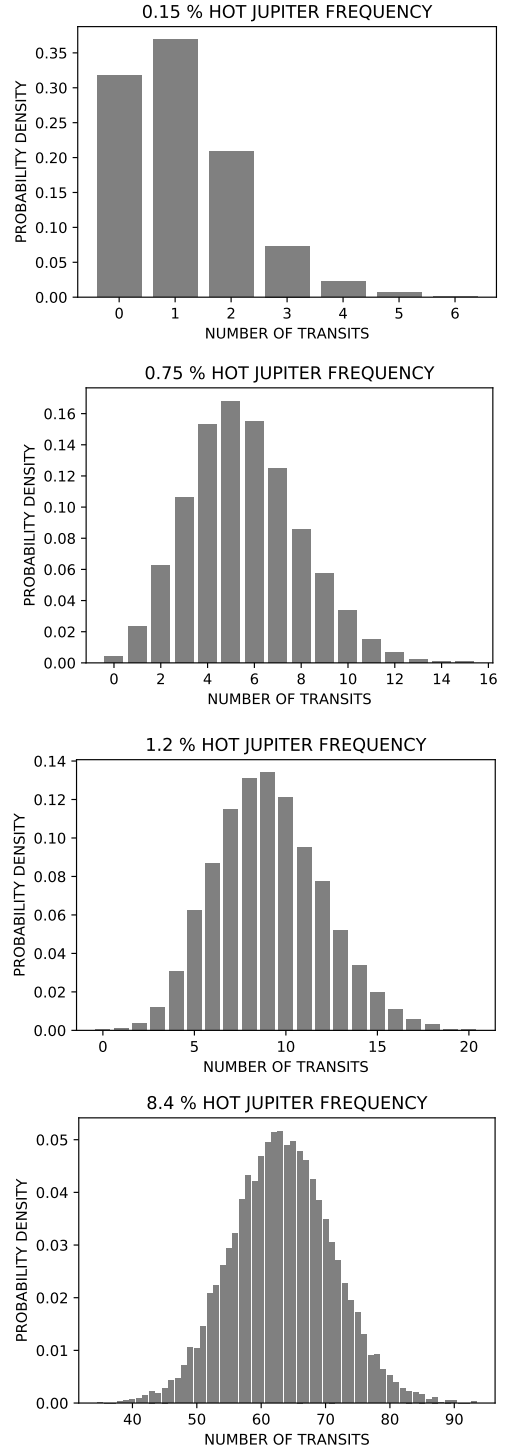 0.15 % HOT JUPITER FREQUENCY
PROBABILITY DENSITY
0.35
0.30
0.25
0.20
0.15
0.10
0.05
0.00
0 1 2 3 4 5 6
NUMBER OF TRANSITS
0.75 % HOT JUPITER FREQUENCY
PROBABILITY DENSITY
0.16
0.14
0.12
0.10
0.08
0.06
0.04
0.02
0.00
0 2 4 6 8 10 12 14 16
NUMBER OF TRANSITS
1.2 % HOT JUPITER FREQUENCY
PROBABILITY DENSITY
0.14
0.12
0.10
0.08
0.06
0.04
0.02
0.00
0 5 10 15 20
NUMBER OF TRANSITS
8.4 % HOT JUPITER FREQUENCY
PROBABILITY DENSITY
0.05
0.04
0.03
0.02
0.01
0.00
40 50 60 70 80 90
NUMBER OF TRANSITS